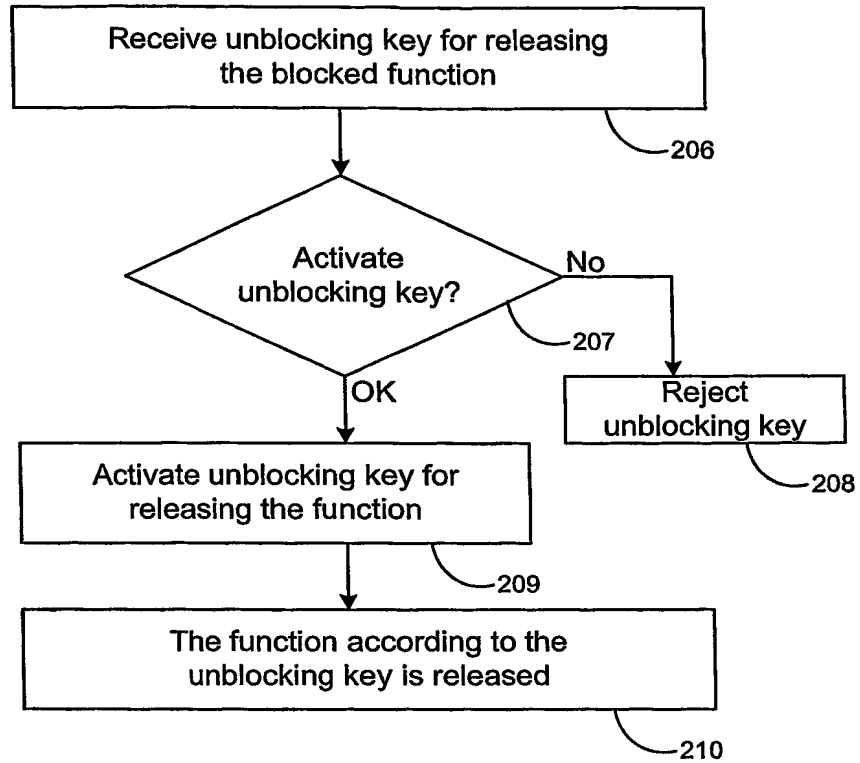 Receive unblocking key for releasing
the blocked function
206
Activate
unblocking key?
No
207
OK
Reject
unblocking key
208
Activate unblocking key for
releasing the function
209
The function according to the
unblocking key is released
210